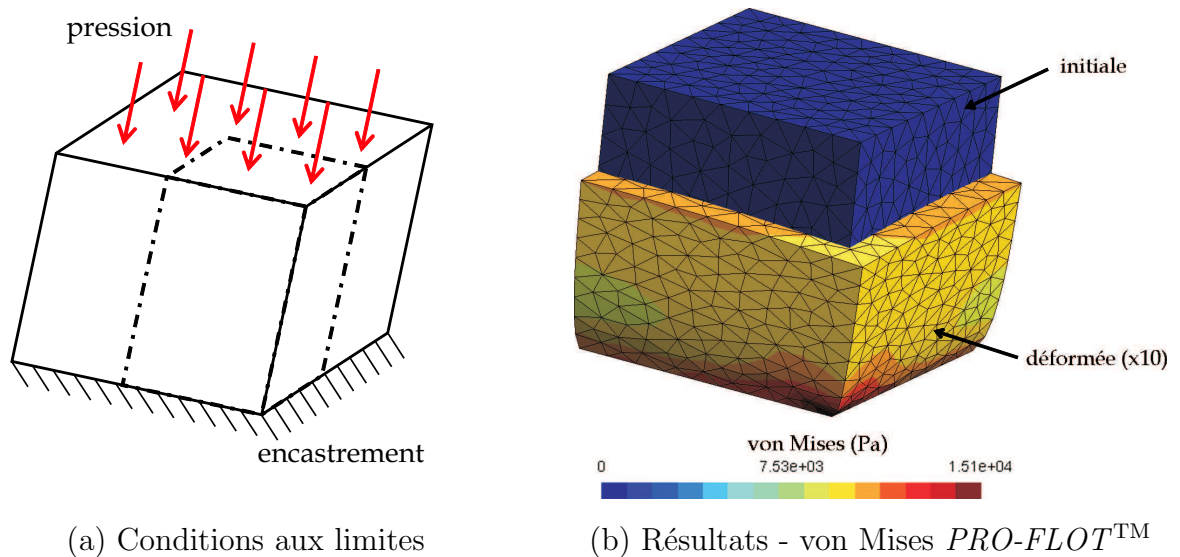 pression
encastrement
(a) Conditions aux limites
initiale
déformée (x10)
von Mises (Pa)
0 7.53e+03 1.51e+04
(b) Résultats - von Mises PRO-FLOT™